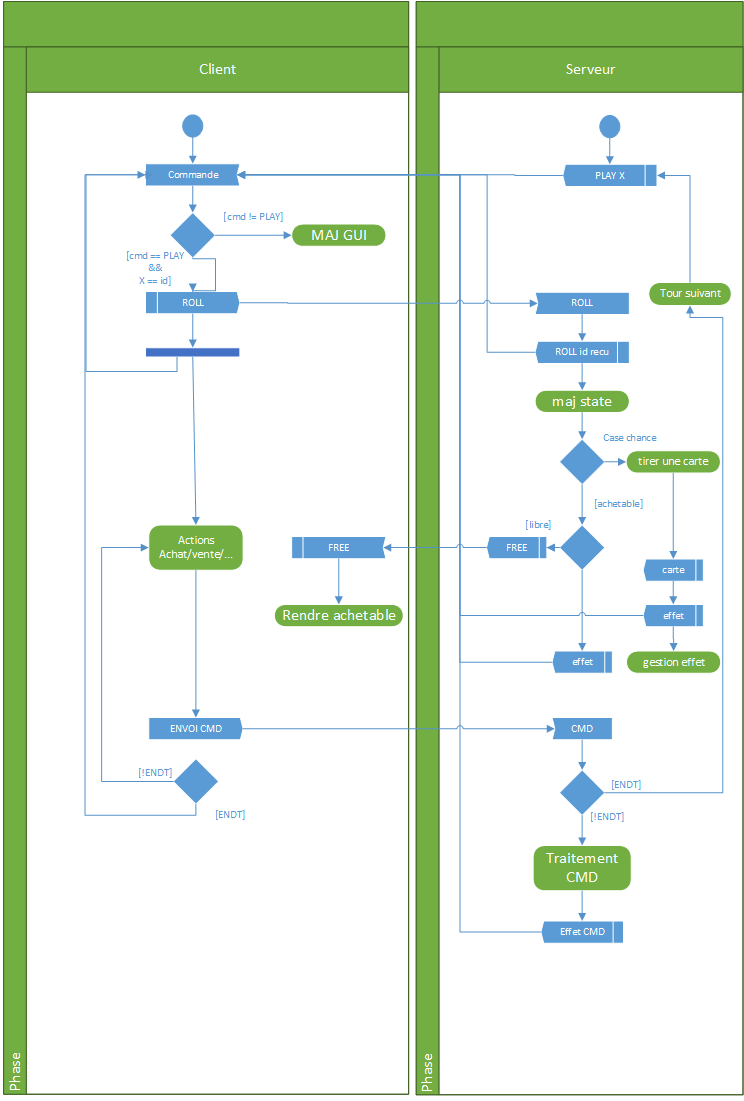 Client
Serveur
Commande
PLAY X
[cmd != PLAY]
MAJ GUI
[cmd == PLAY
&&
X == id]
ROLL
ROLL
Tour suivant
ROLL id recu
maj state
Case chance
tirer une carte
[achetable]
[libre]
Actions
Achat/vente/...
FREE
FREE
carte
Rendre achetable
effet
effet
gestion effet
ENVOI CMD
CMD
[!ENDT]
[ENDT]
[ENDT]
[!ENDT]
Traitement
CMD
Effet CMD
Phase
Phase